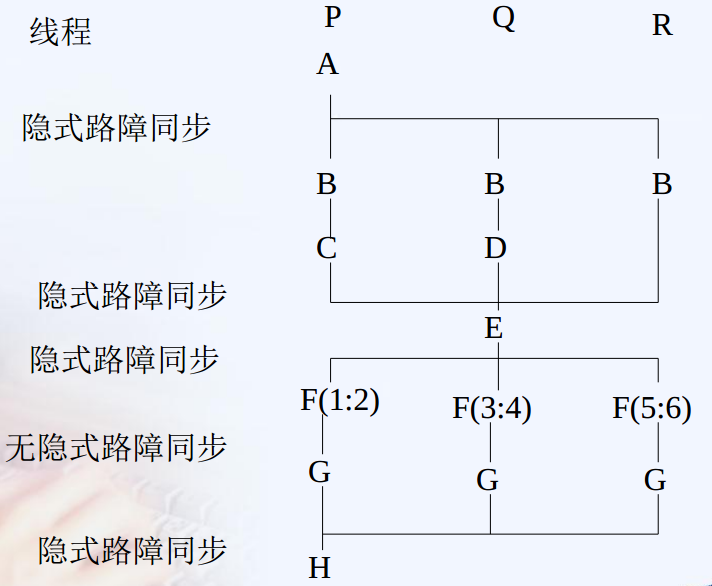 线程 P Q R
A
隐式路障同步
B B B
C D
隐式路障同步
E
隐式路障同步
F(1:2) F(3:4) F(5:6)
无隐式路障同步
G G G
隐式路障同步
H